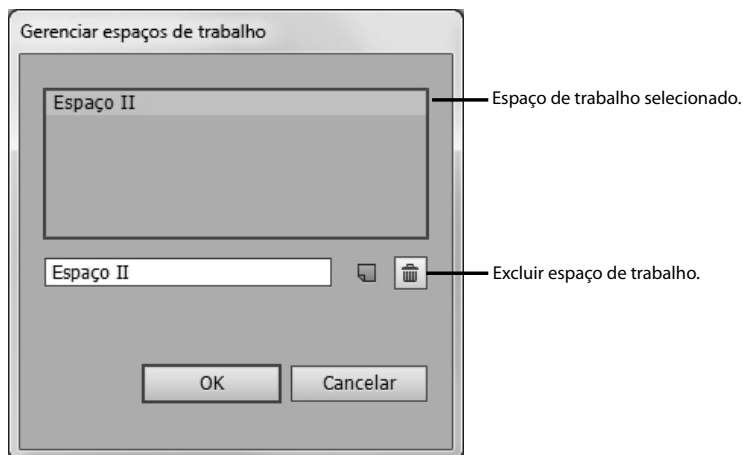 Gerenciar espaços de trabalho
Espaço II
Espaço de trabalho selecionado.
Espaço II
Excluir espaço de trabalho.
OK
Cancelar